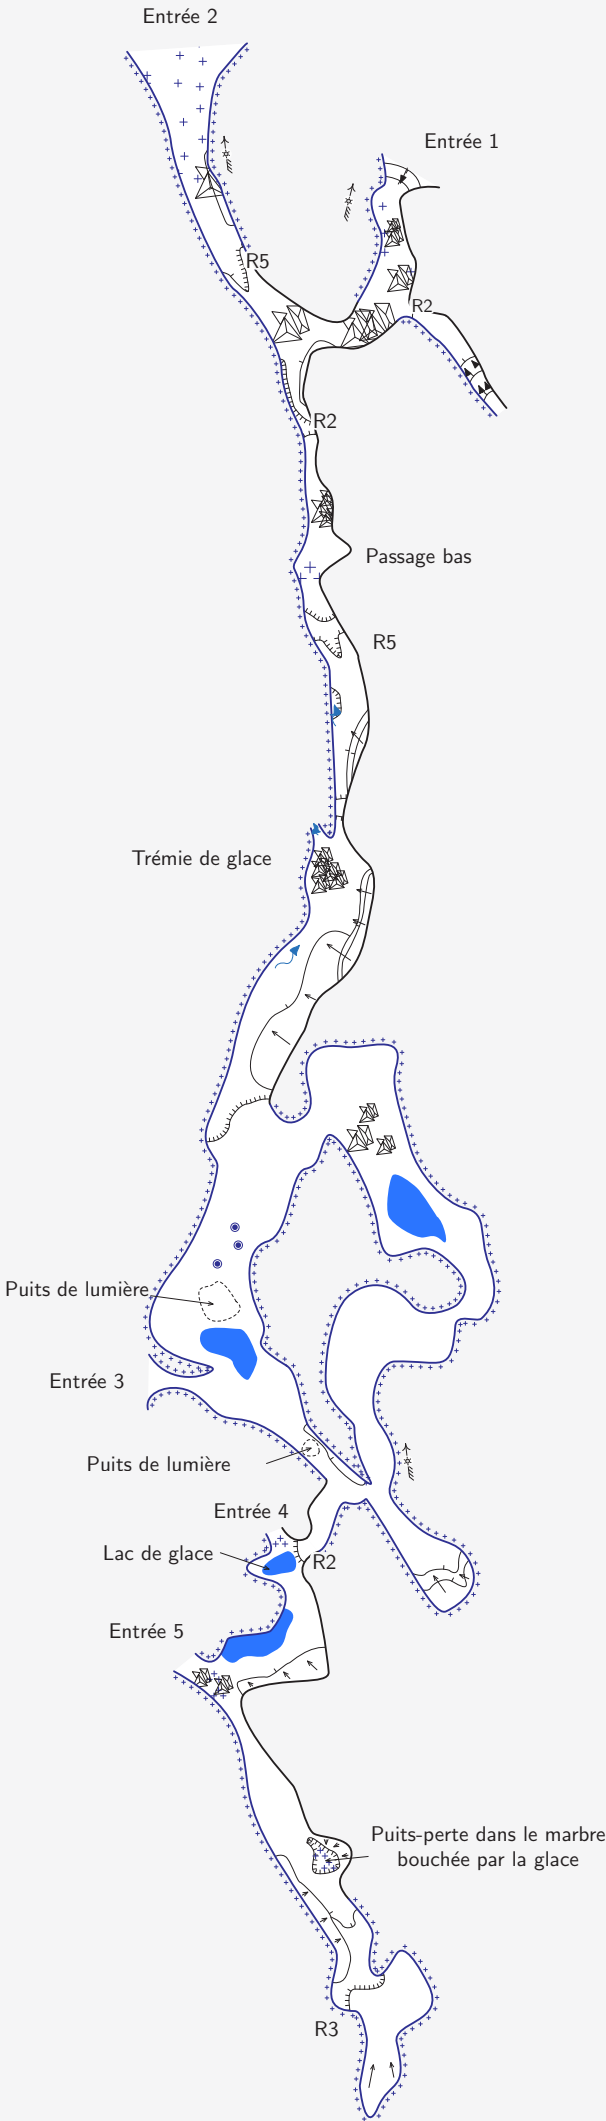 Entrée 2
Entrée 1
R5
R2
R2
Passage bas
R5
Trémie de glace
Puits de lumière
Entrée 3
Puits de lumière
Entrée 4
Lac de glace
R2
Entrée 5
Puits-perte dans le marbre
bouchée par la glace
R3